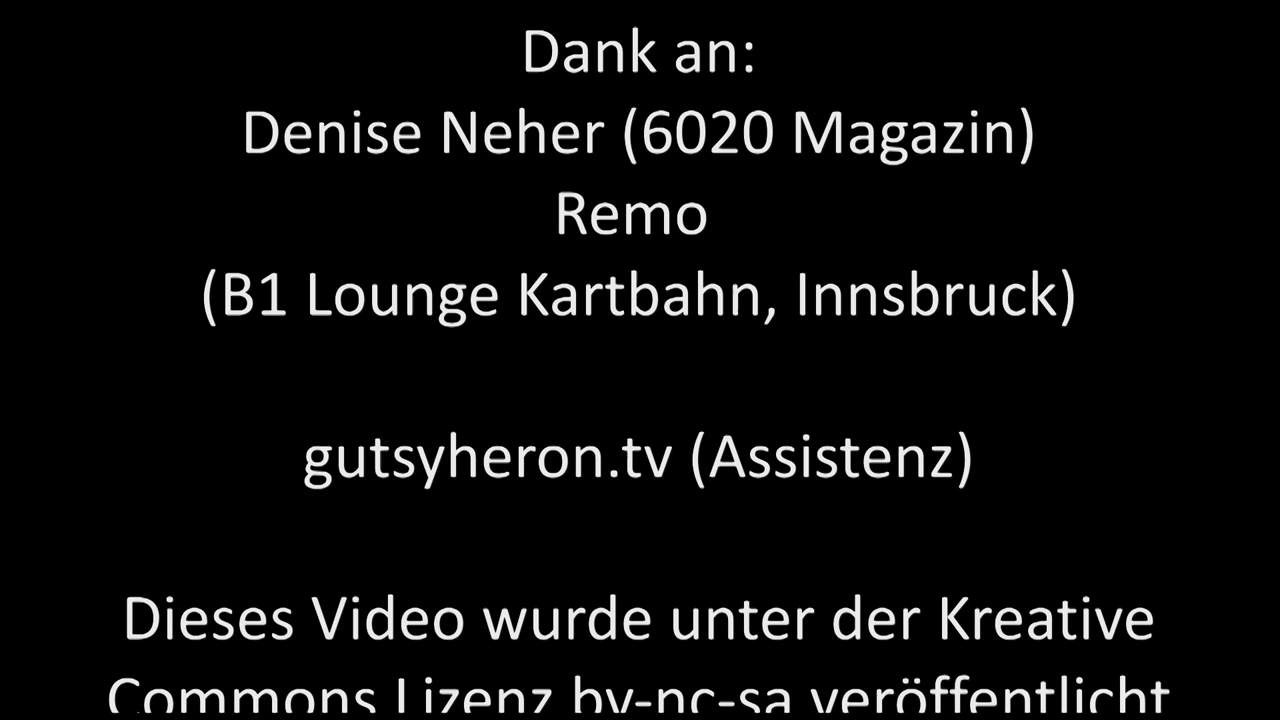 Dank an:
Denise Neher (6020 Magazin)
Remo
(B1 Lounge Kartbahn, Innsbruck)
gutsyheron.tv (Assistenz)
Dieses Video wurde unter der Kreative
Commons Lizenz by-nc-sa veröffentlicht